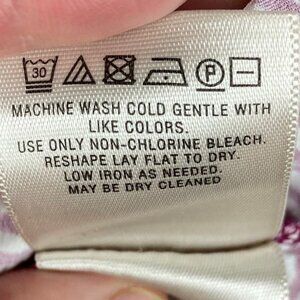 30 P
MACHINE WASH COLD GENTLE WITH
LIKE COLORS.
USE ONLY NON-CHLORINE BLEACH.
RESHAPE LAY FLAT TO DRY.
LOW IRON AS NEEDED.
MAY BE DRY CLEANED